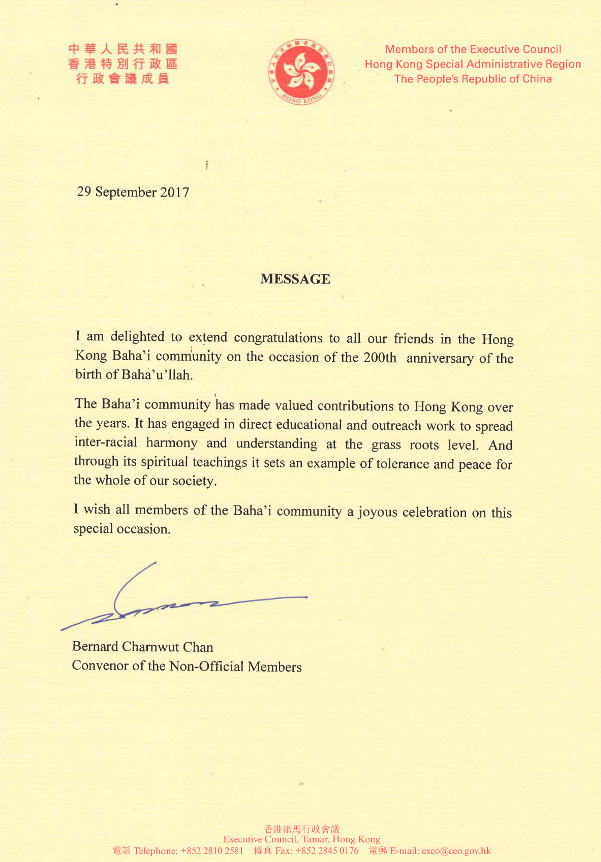 中華人民共和國
香港特別行政區
行政會議成員
HONG KONG
Members of the Executive Council
Hong Kong Special Administrative Region
The People's Republic of China
29 September 2017
MESSAGE
I am delighted to extend congratulations to all our friends in the Hong
Kong Baha'i community on the occasion of the 200th anniversary of the
birth of Baha'u'llah.
The Baha'i community has made valued contributions to Hong Kong over
the years. It has engaged in direct educational and outreach work to spread
inter-racial harmony and understanding at the grass roots level. And
through its spiritual teachings it sets an example of tolerance and peace for
the whole of our society.
I wish all members of the Baha'i community a joyous celebration on this
special occasion.
Bernard Charnwut Chan
Convenor of the Non-Official Members
香港添馬行政會議
Executive Council, Tamar, Hong Kong
電話 Telephone: +852 2810 2581 傳真 Fax: +852 2845 0176 電郵 E-mail: exco@ceo.gov.hk